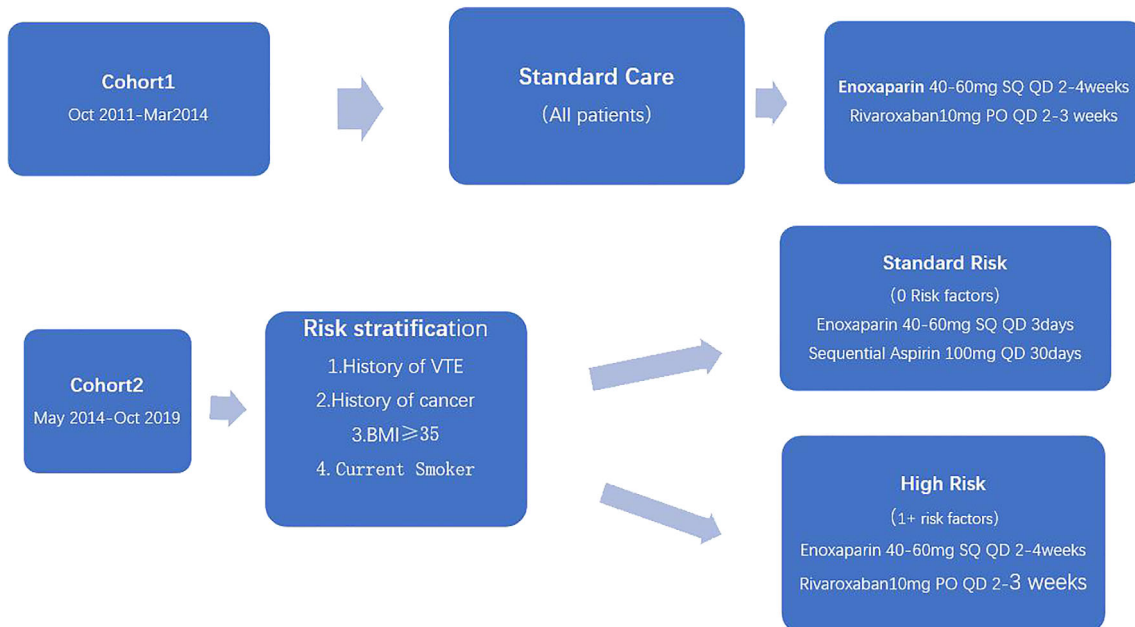 Cohort1
Oct 2011-Mar2014
Standard Care
(All patients)
Enoxaparin 40-60mg SQ QD 2-4weeks
Rivaroxaban10mg PO QD 2-3 weeks
Cohort2
May 2014-Oct 2019
Risk stratification
1.History of VTE
2.History of cancer
3.BMI≥35
4. Current Smoker
Standard Risk
(0 Risk factors)
Enoxaparin 40-60mg SQ QD 3days
Sequential Aspirin 100mg QD 30days
High Risk
(1+ risk factors)
Enoxaparin 40-60mg SQ QD 2-4weeks
Rivaroxaban10mg PO QD 2-3 weeks